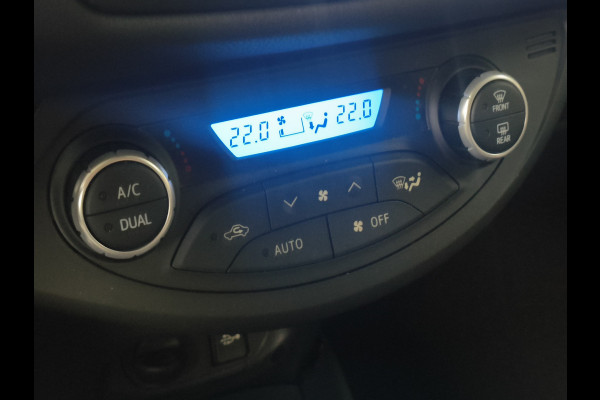 22.0 22.0
FRONT
REAR
A/C
DUAL
AUTO
OFF